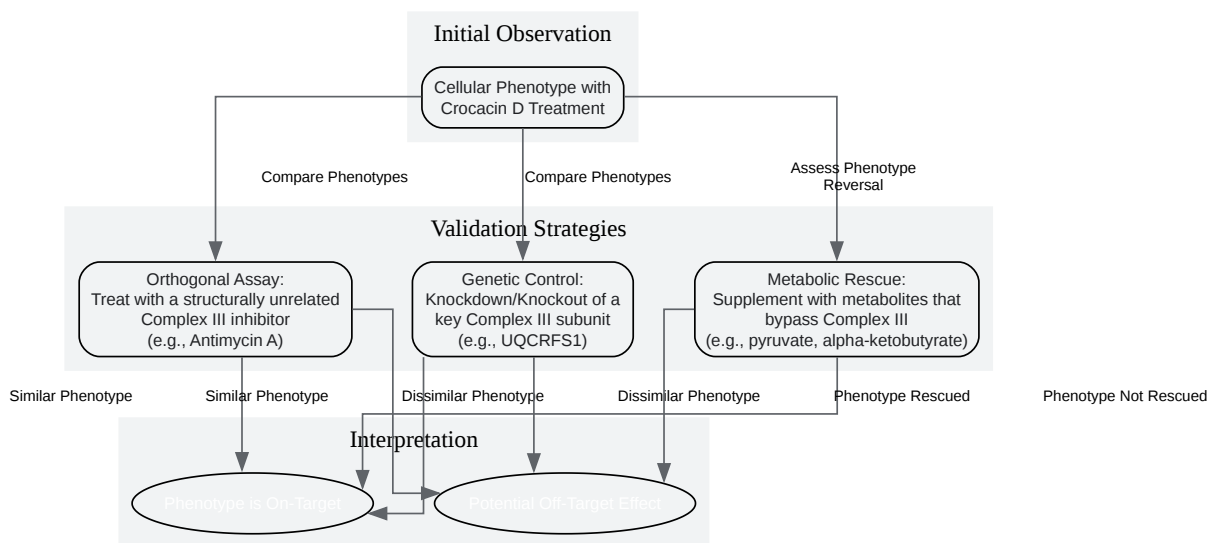 Initial Observation
Cellular Phenotype with
Crocacin D Treatment
Compare Phenotypes
Compare Phenotypes
Assess Phenotype
Reversal
Validation Strategies
Orthogonal Assay:
Treat with a structurally unrelated
Complex III inhibitor
(e.g., Antimycin A)
Genetic Control:
Knockdown/Knockout of a
key Complex III subunit
(e.g., UQCRFS1)
Metabolic Rescue:
Supplement with metabolites that
bypass Complex III
(e.g., pyruvate, alpha-ketobutyrate)
Similar Phenotype
Similar Phenotype
Dissimilar Phenotype
Dissimilar Phenotype
Phenotype Rescued
Phenotype Not Rescued
Interpretation
Phenotype is On-Target
Potential Off-Target Effect